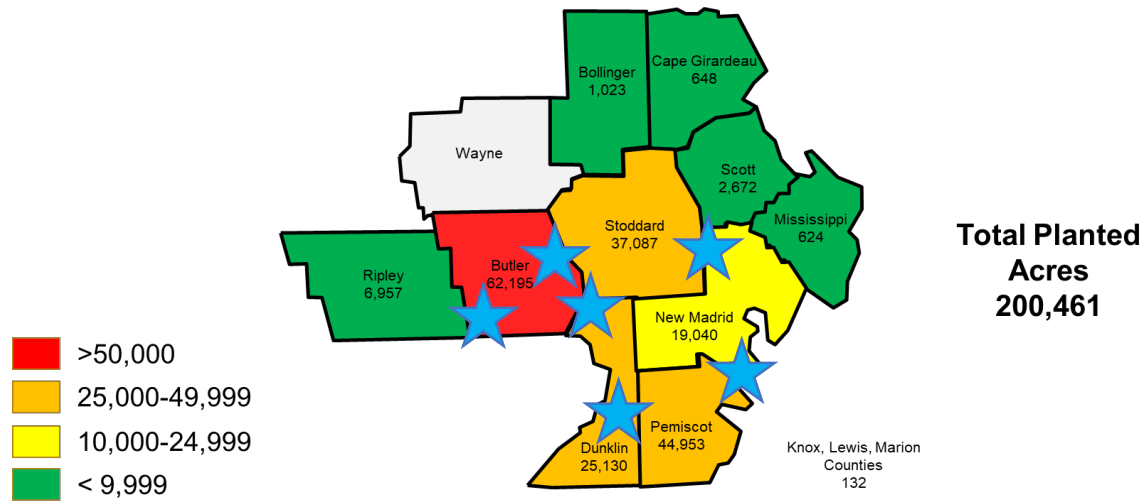 Bollinger
1,023
Cape Girardeau
648
Wayne
Scott
2,672
Mississippi
624
Stoddard
37,087
Ripley
6,957
Butler
62,195
New Madrid
19,040
Dunklin
25,130
Pemiscot
44,953
Knox, Lewis, Marion
Counties
132
Total Planted
Acres
200,461
>50,000
25,000-49,999
10,000-24,999
< 9,999